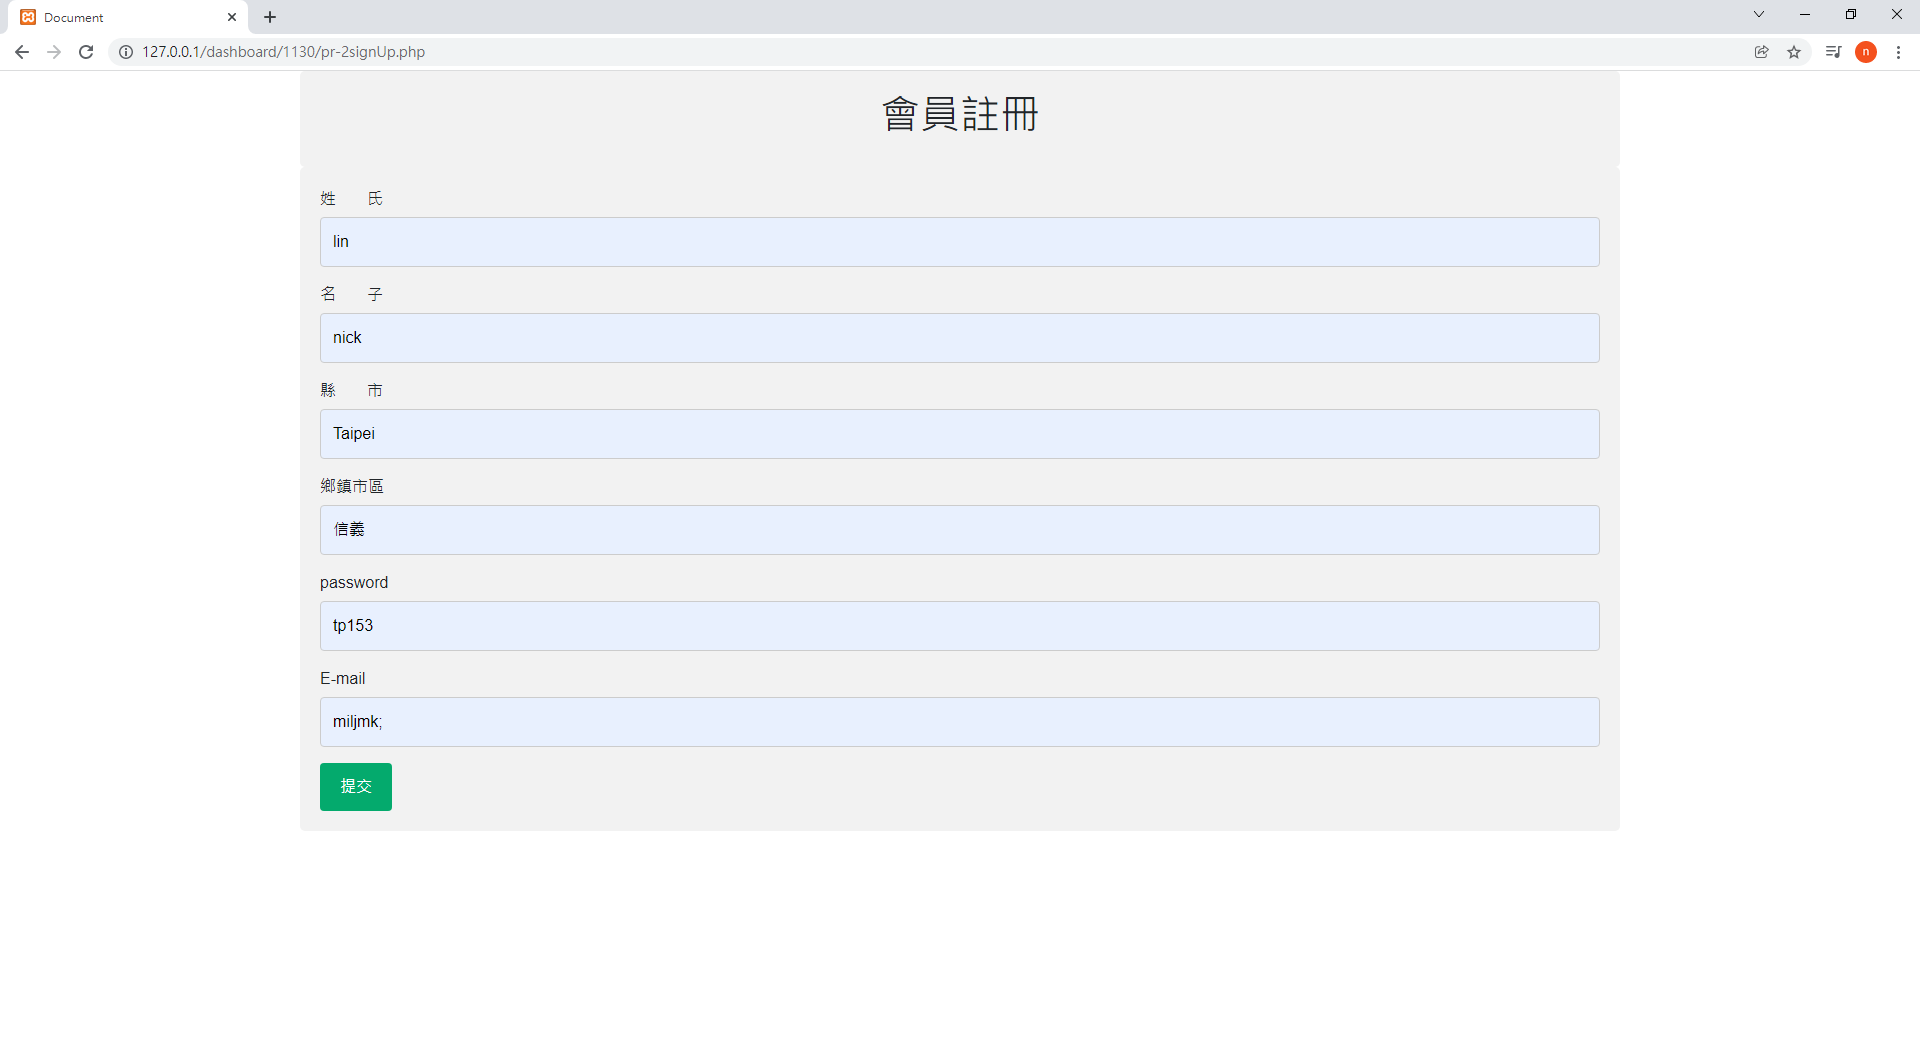 Document
127.0.0.1/dashboard/1130/pr-2signUp.php
n
會員註冊
姓　　氏
lin
名　　子
nick
縣　　市
Taipei
鄉鎮市區
信義
password
tp153
E-mail
miljmk;
提交